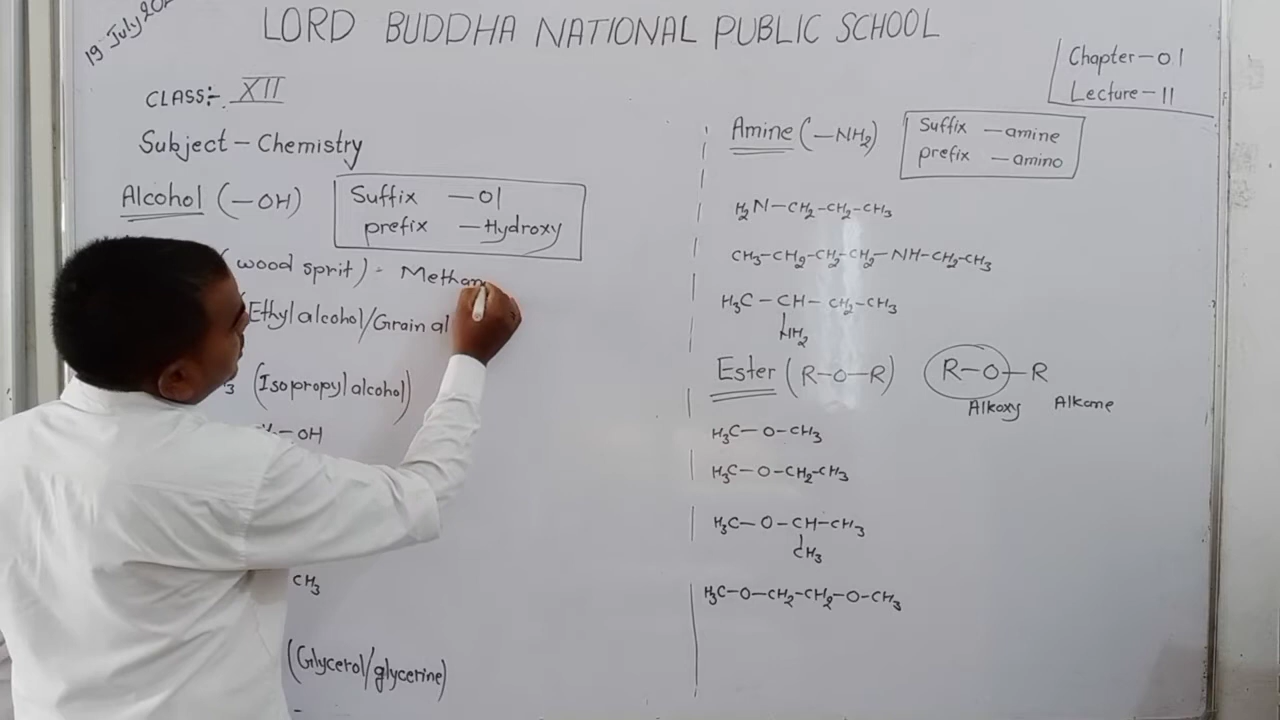 19 July
LORD BUDDHA NATIONAL PUBLIC SCHOOL
Chapter-01
Lecture-11
CLASS:- XII
Subject - Chemistry
Alcohol (-OH)
Suffix -ol
prefix -Hydroxy
(wood sprit) - Methan
(Ethyl alcohol/Grain al
3 (Isopropyl alcohol)
-OH
CH3
(Glycerol/glycerine)
Amine (-NH2)
Suffix -amine
prefix -amino
H2N-CH2-CH2-CH3
CH3-CH2-CH2-CH2-NH-CH2-CH3
H3C-CH-CH2-CH3
NH2
Ester (R-O-R)
R-O-R
Alkoxy Alkane
H3C-O-CH3
H3C-O-CH2-CH3
H3C-O-CH-CH3
CH3
H3C-O-CH2-CH2-O-CH3